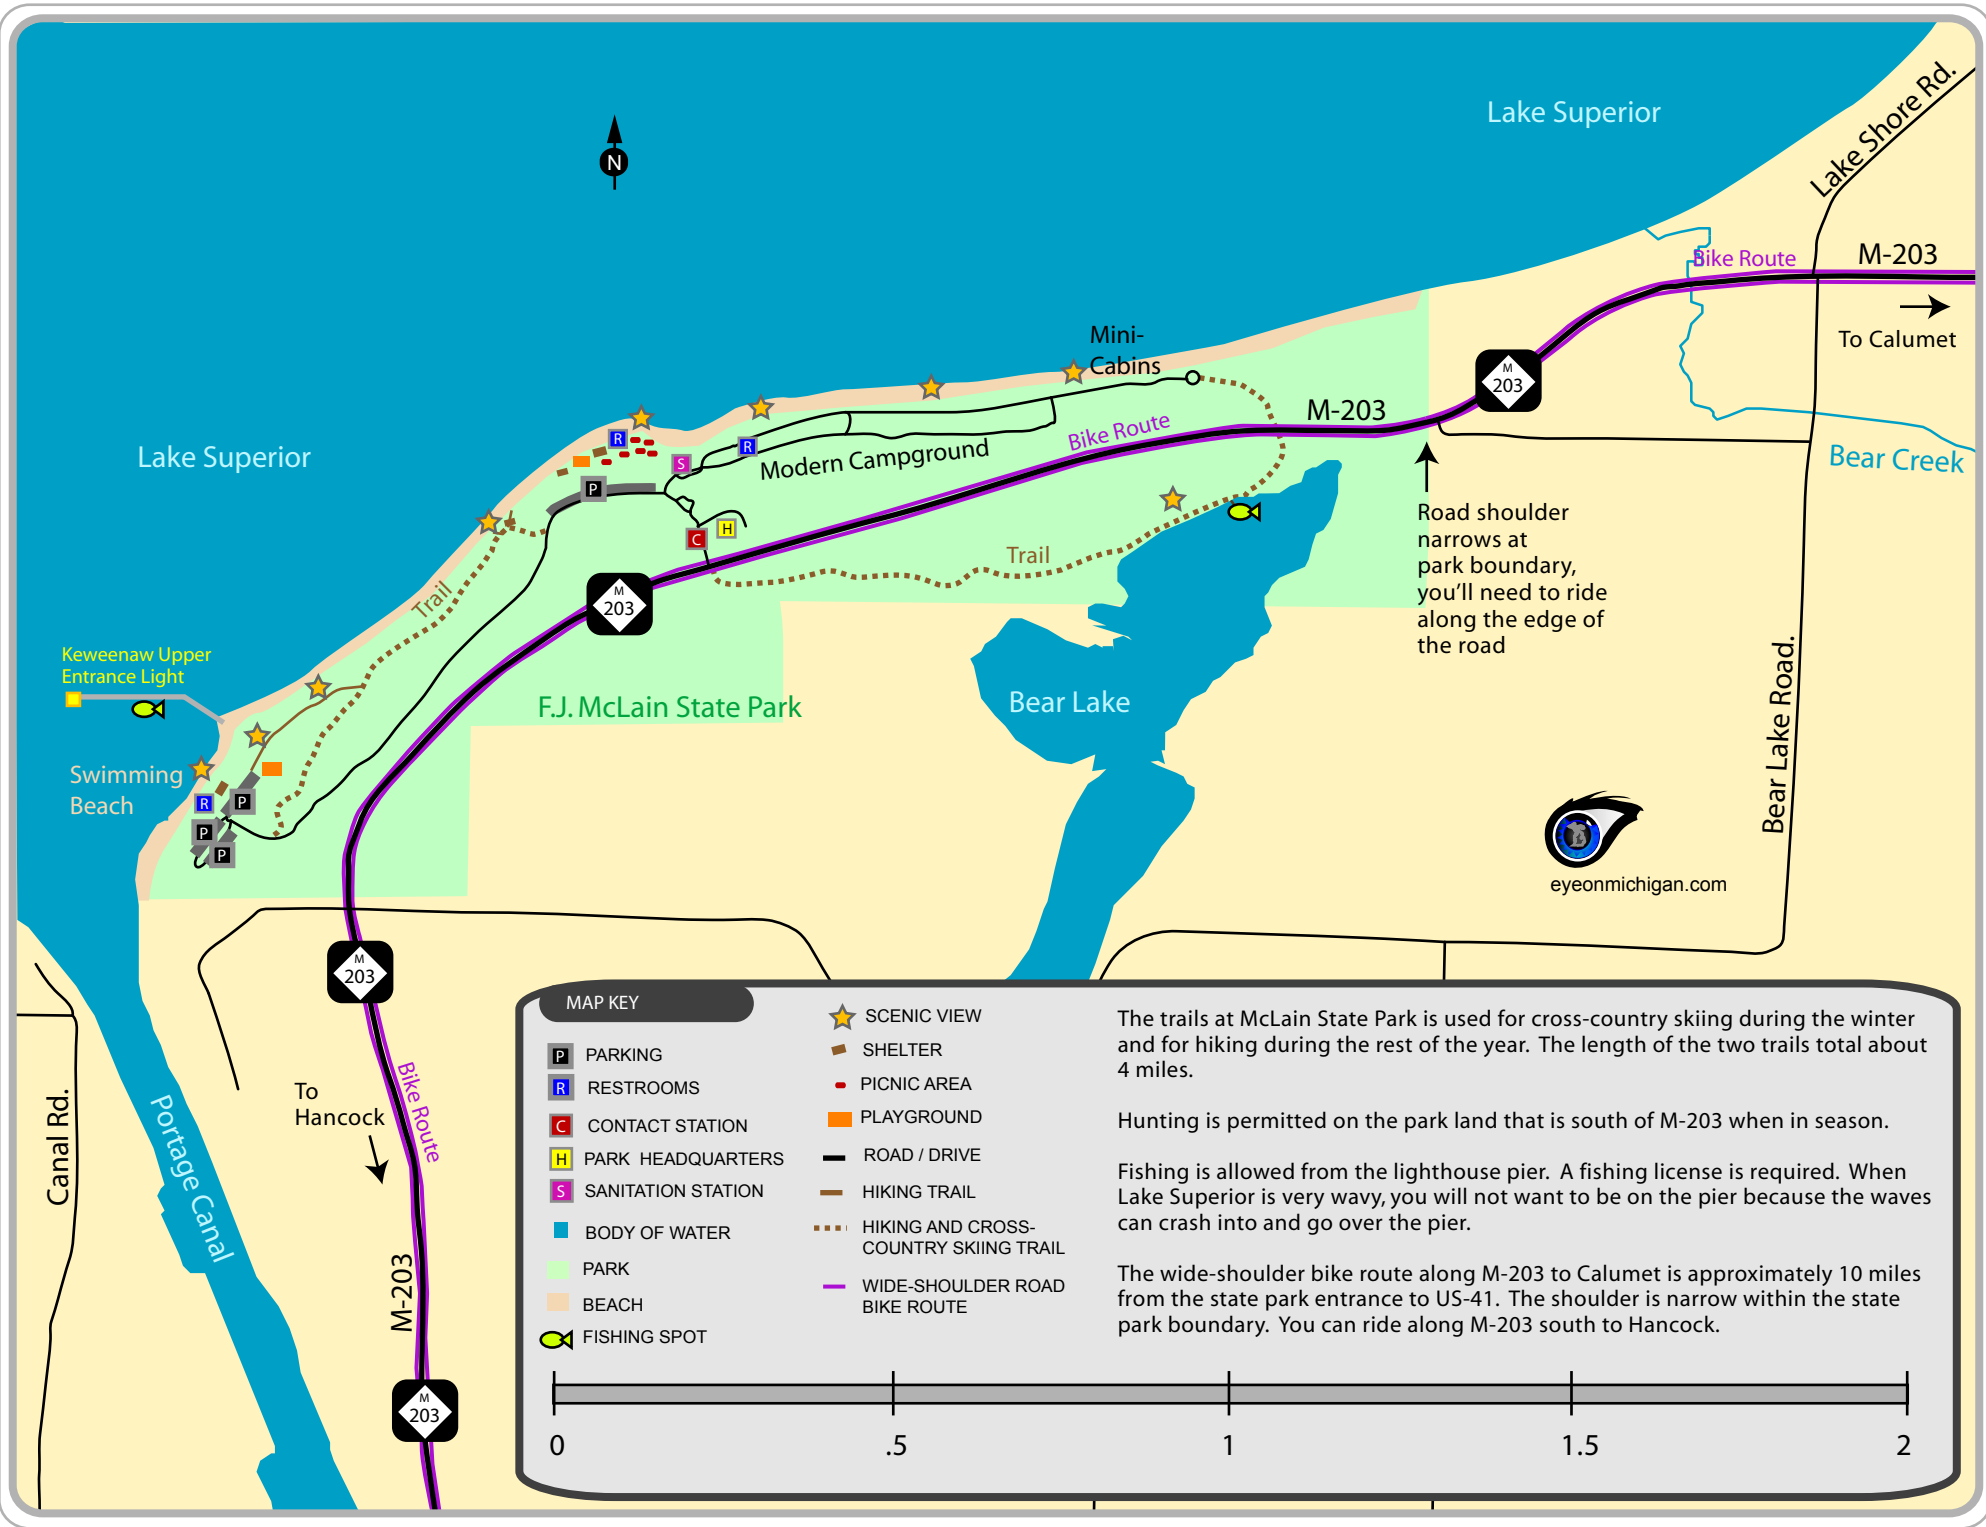 Lake Superior
Lake Shore Rd.
N
Bike Route
M-203
To Calumet
Mini-
Cabins
M
203
M-203
Bike Route
R
R
S
Modern Campground
Lake Superior
Bear Creek
P
H
C
Road shoulder
narrows at
park boundary,
you'll need to ride
along the edge of
the road
Trail
Trail
M
203
Keweenaw Upper
Entrance Light
F.J. McLain State Park
Bear Lake
Bear Lake Road.
Swimming
Beach
R
P
P
P
eyeonmichigan.com
M
203
To
Hancock
Bike Route
Canal Rd.
Portage Canal
M-203
M
203
MAP KEY
P PARKING
R RESTROOMS
C CONTACT STATION
H PARK HEADQUARTERS
S SANITATION STATION
BODY OF WATER
PARK
BEACH
FISHING SPOT
SCENIC VIEW
SHELTER
PICNIC AREA
PLAYGROUND
ROAD / DRIVE
HIKING TRAIL
HIKING AND CROSS-
COUNTRY SKIING TRAIL
WIDE-SHOULDER ROAD
BIKE ROUTE
The trails at McLain State Park is used for cross-country skiing during the winter
and for hiking during the rest of the year. The length of the two trails total about
4 miles.
Hunting is permitted on the park land that is south of M-203 when in season.
Fishing is allowed from the lighthouse pier. A fishing license is required. When
Lake Superior is very wavy, you will not want to be on the pier because the waves
can crash into and go over the pier.
The wide-shoulder bike route along M-203 to Calumet is approximately 10 miles
from the state park entrance to US-41. The shoulder is narrow within the state
park boundary. You can ride along M-203 south to Hancock.
0 .5 1 1.5 2